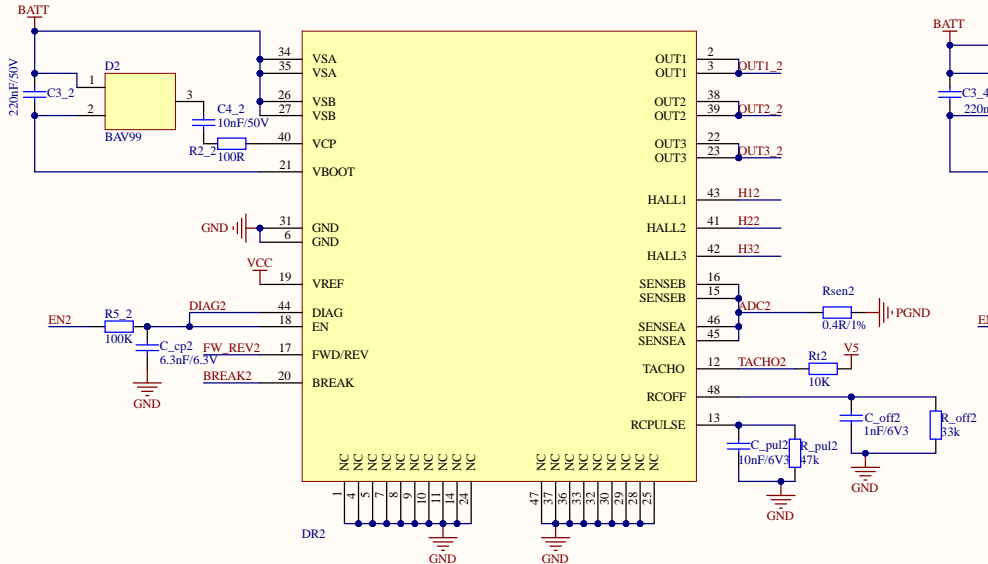 BATT
220nF/50V
C3_2
D2
1
2
3
BAV99
C4_2
10nF/50V
R2_2
100R
34
VSA
35
VSA
26
VSB
27
VSB
40
VCP
21
VBOOT
GND
31
GND
6
GND
VCC
19
VREF
EN2
R5_2
100K
DIAG2
44
DIAG
18
EN
C_cp2
6.3nF/6.3V
GND
FW_REV2
17
FWD/REV
BREAK2
20
BREAK
OUT1
2
OUT1
3
OUT1_2
OUT2
38
OUT2
39
OUT2_2
OUT3
22
OUT3
23
OUT3_2
HALL1
43
H12
HALL2
41
H22
HALL3
42
H32
SENSEB
16
SENSEB
15
ADC2
SENSEA
46
SENSEA
45
Rsen2
0.4R/1%
PGND
TACHO
12
TACHO2
Rt2
10K
V5
RCOFF
48
C_off2
1nF/6V3
R_off2
33k
GND
RCPULSE
13
C_pul2
10nF/6V3
R_pul2
47k
GND
NC NC NC NC NC NC NC NC NC NC
1 4 5 7 8 9 10 11 14 24
GND
NC NC NC NC NC NC NC NC NC
47 37 36 33 32 30 29 28 25
GND
DR2
BATT
C3_4
220n